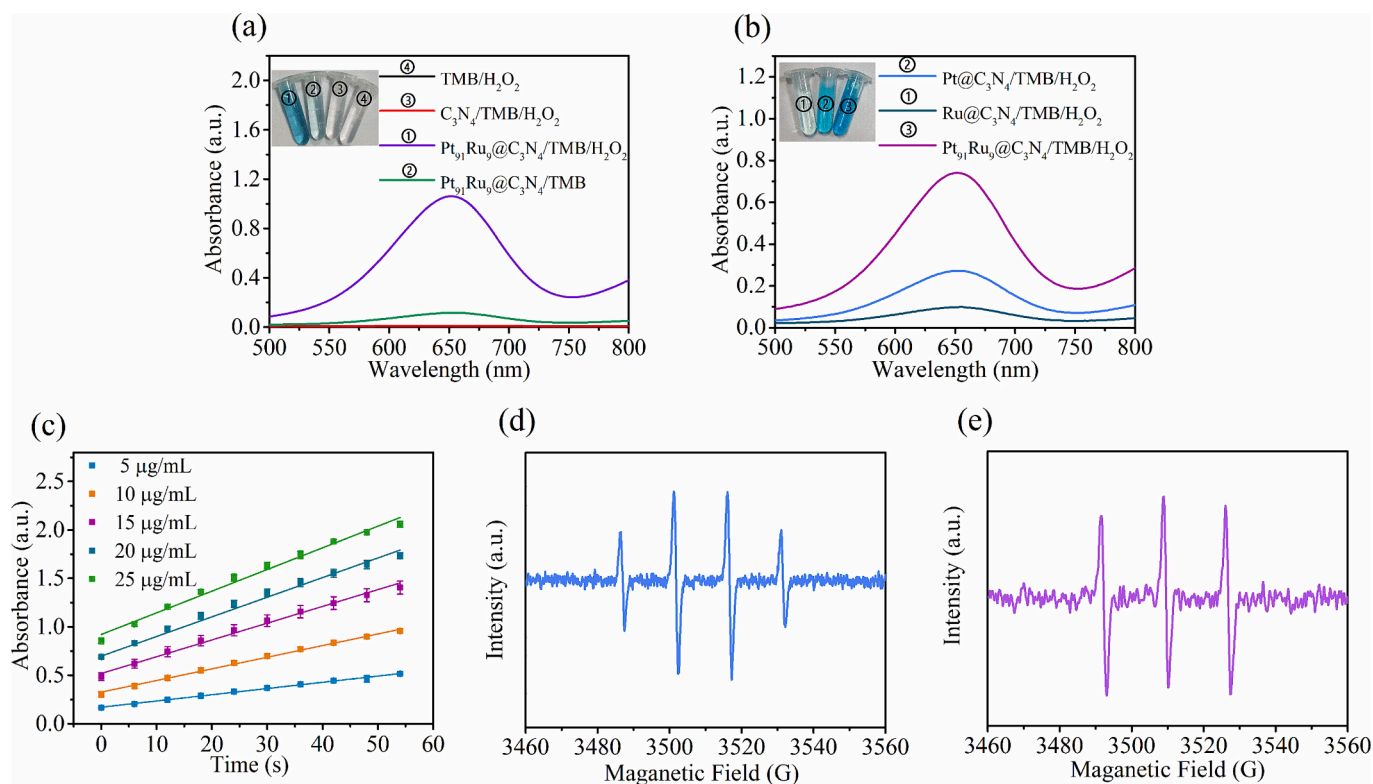 (a)
2.0
1.6
1.2
0.8
0.4
0.0
Absorbance (a.u.)
① ② ③ ④
④
TMB/H₂O₂
③
C₃N₄/TMB/H₂O₂
①
Pt₉₁Ru₉@C₃N₄/TMB/H₂O₂
②
Pt₉₁Ru₉@C₃N₄/TMB
500 550 600 650 700 750 800
Wavelength (nm)
(b)
1.2
1.0
0.8
0.6
0.4
0.2
0.0
Absorbance (a.u.)
① ② ③
②
Pt@C₃N₄/TMB/H₂O₂
①
Ru@C₃N₄/TMB/H₂O₂
③
Pt₉₁Ru₉@C₃N₄/TMB/H₂O₂
500 550 600 650 700 750 800
Wavelength (nm)
(c)
2.5
2.0
1.5
1.0
0.5
0.0
Absorbance (a.u.)
5 μg/mL
10 μg/mL
15 μg/mL
20 μg/mL
25 μg/mL
0 10 20 30 40 50 60
Time (s)
(d)
Intensity (a.u.)
3460 3480 3500 3520 3540 3560
Maganetic Field (G)
(e)
Intensity (a.u.)
3460 3480 3500 3520 3540 3560
Maganetic Field (G)